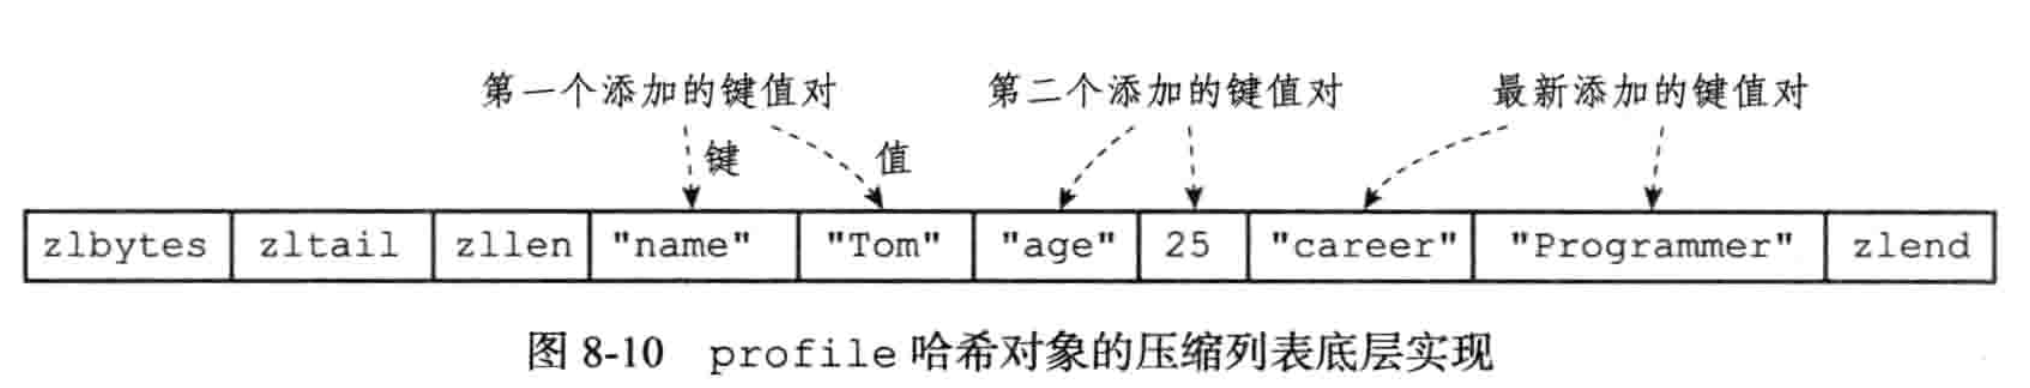 第一个添加的键值对 第二个添加的键值对 最新添加的键值对
键 值
zlbytes zltail zllen "name" "Tom" "age" 25 "career" "Programmer" zlend
图 8-10 profile 哈希对象的压缩列表底层实现